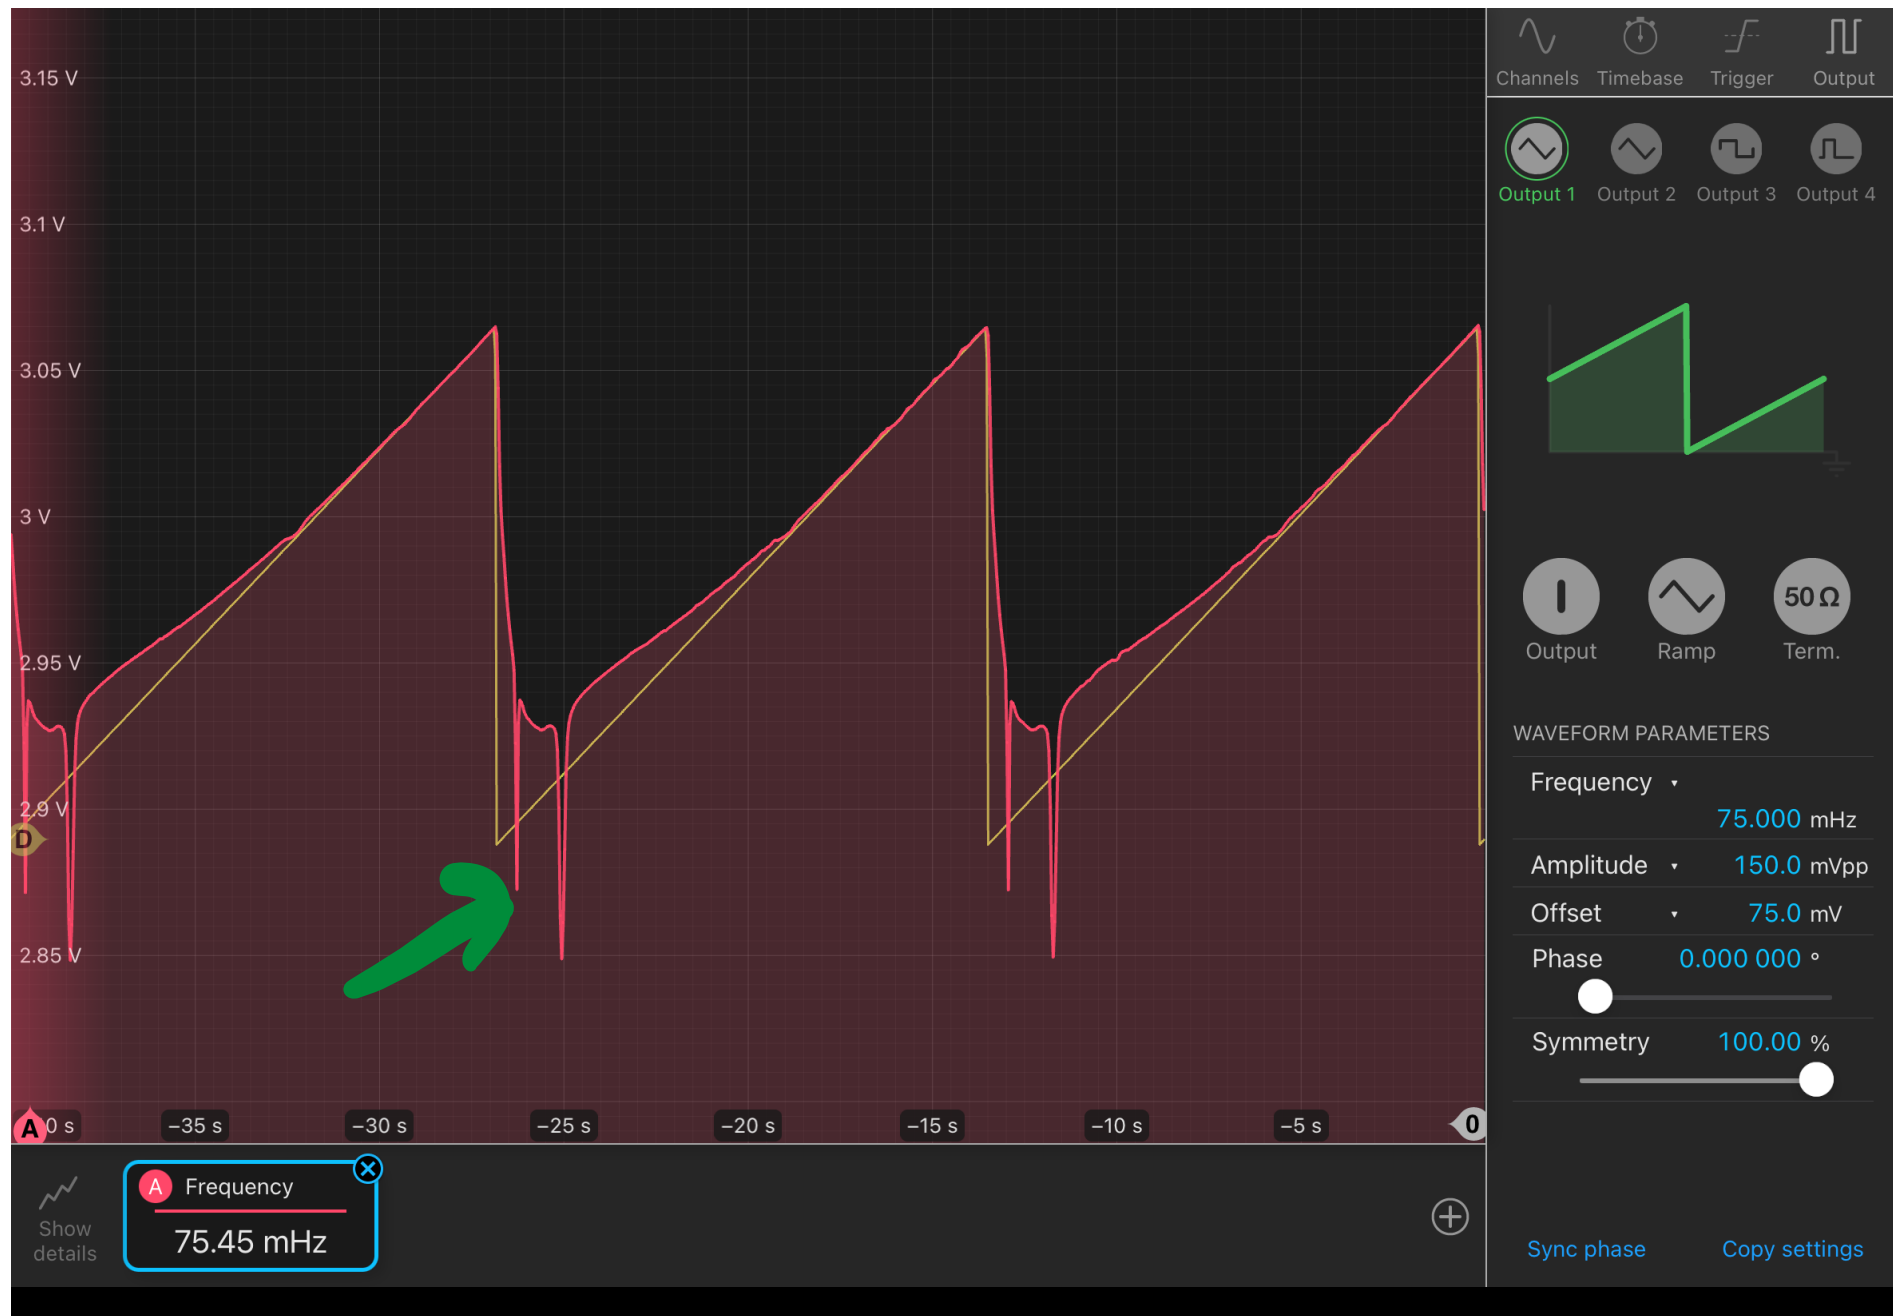 3.15 V
3.1 V
3.05 V
3 V
2.95 V
2.9 V
D
2.85 V
A 0 s
−35 s
−30 s
−25 s
−20 s
−15 s
−10 s
−5 s
0
Show
details
A Frequency
75.45 mHz
Channels Timebase Trigger Output
Output 1 Output 2 Output 3 Output 4
50 Ω
Output Ramp Term.
WAVEFORM PARAMETERS
Frequency
75.000 mHz
Amplitude 150.0 mVpp
Offset 75.0 mV
Phase 0.000 000 °
Symmetry 100.00 %
Sync phase Copy settings